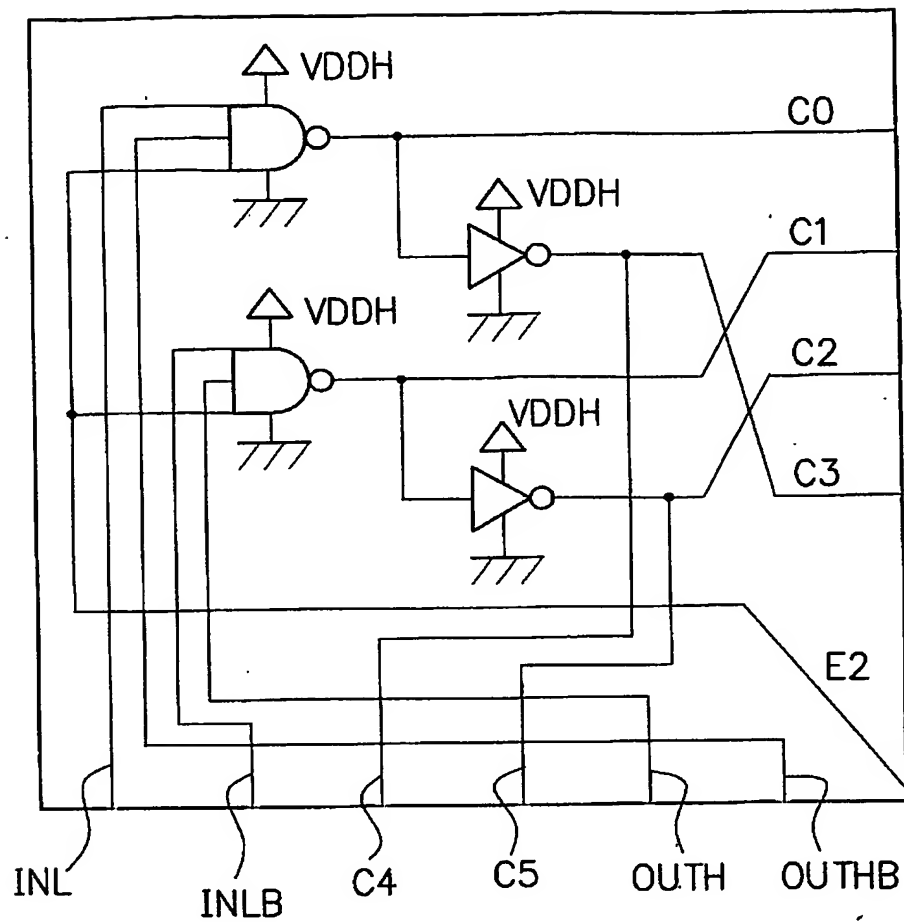 VDDH
C0
VDDH
C1
VDDH
C2
VDDH
C3
E2
INL
INLB
C4
C5
OUTH
OUTHB